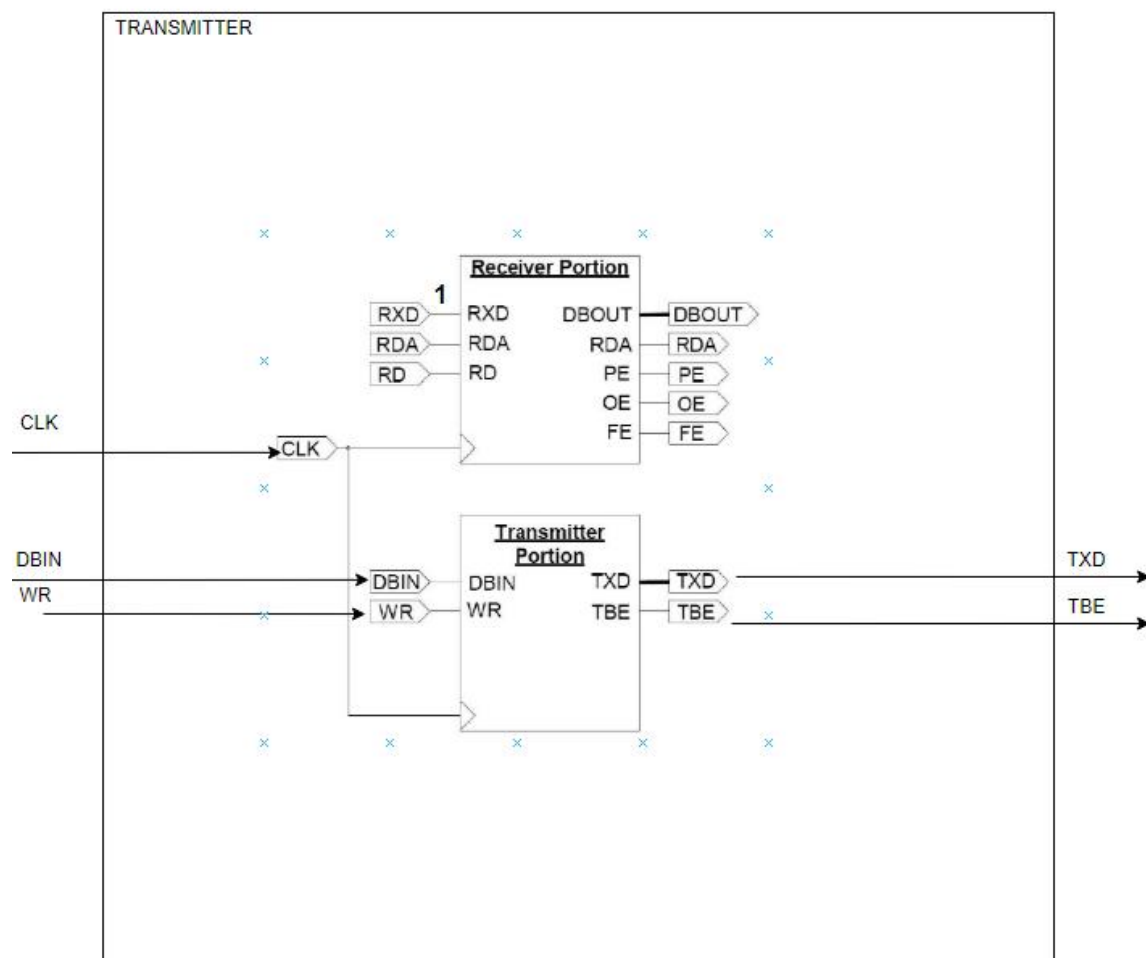 TRANSMITTER
Receiver Portion
1
RXD RXD DBOUT DBOUT
RDA RDA RDA RDA
RD RD PE PE
OE OE
FE FE
CLK
CLK
Transmitter
Portion
DBIN
DBIN DBIN TXD TXD
TXD
WR
WR WR TBE TBE
TBE